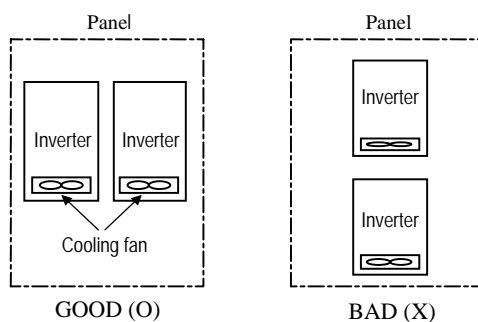 Panel
Inverter
Inverter
Cooling fan
GOOD (O)
Panel
Inverter
Inverter
BAD (X)